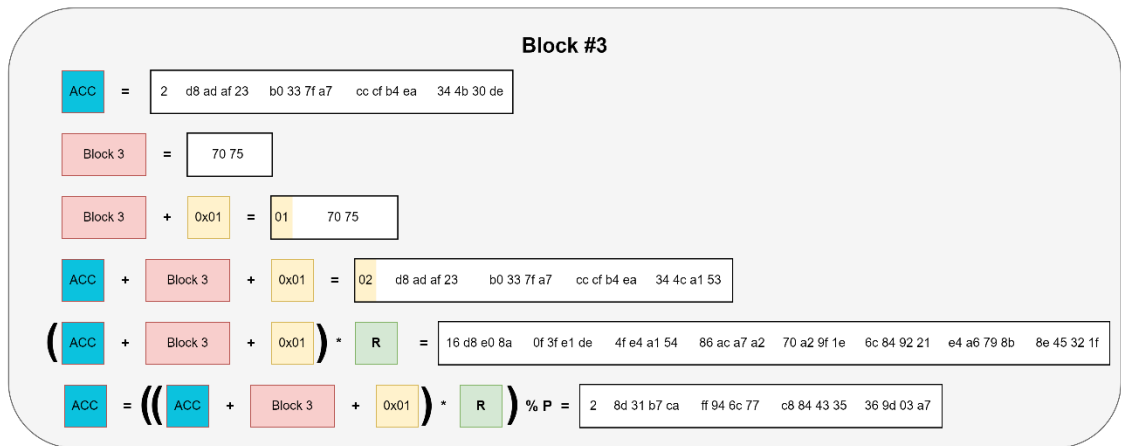 Block #3
ACC = 2 d8 ad af 23 b0 33 7f a7 cc cf b4 ea 34 4b 30 de
Block 3 = 70 75
Block 3 + 0x01 = 01 70 75
ACC + Block 3 + 0x01 = 02 d8 ad af 23 b0 33 7f a7 cc cf b4 ea 34 4c a1 53
( ACC + Block 3 + 0x01 ) * R = 16 d8 e0 8a 0f 3f e1 de 4f e4 a1 54 86 ac a7 a2 70 a2 9f 1e 6c 84 92 21 e4 a6 79 8b 8e 45 32 1f
ACC = (( ACC + Block 3 + 0x01 ) * R ) % P = 2 8d 31 b7 ca ff 94 6c 77 c8 84 43 35 36 9d 03 a7